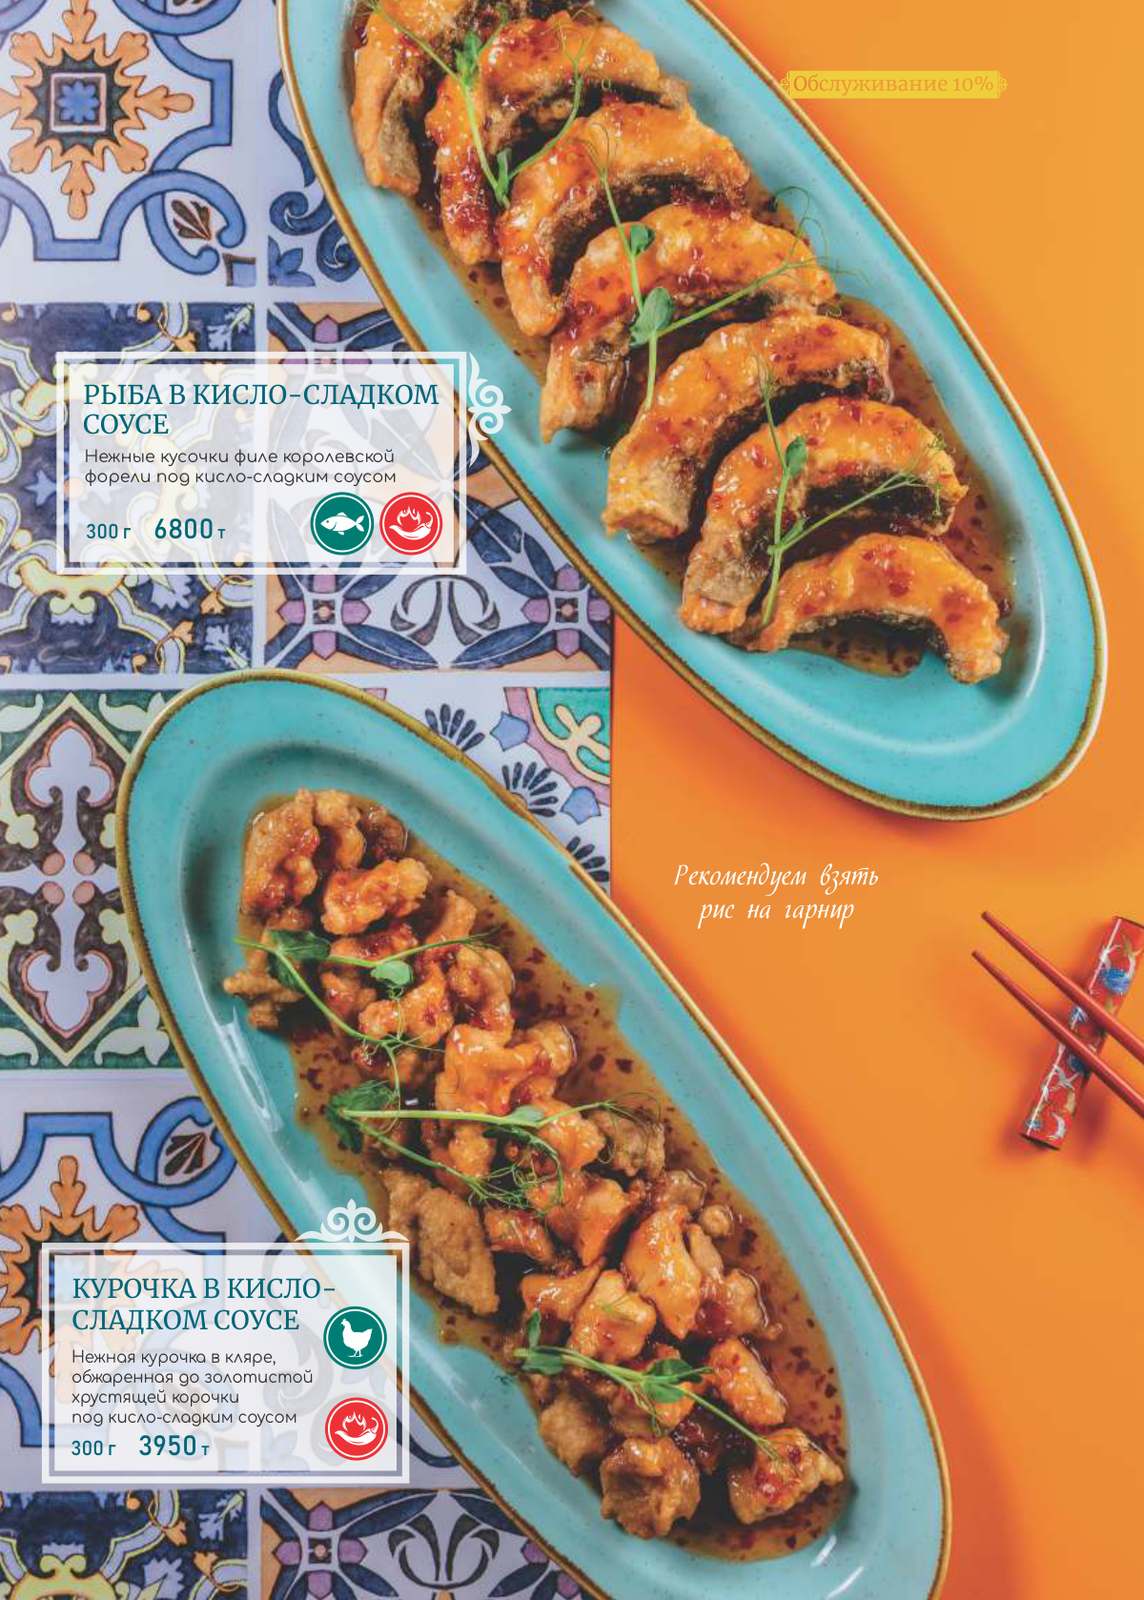 Обслуживание 10%
РЫБА В КИСЛО-СЛАДКОМ
СОУСЕ
Нежные кусочки филе королевской
форели под кисло-сладким соусом
300 г 6800 т
Рекомендуем взять
рис на гарнир
КУРОЧКА В КИСЛО-
СЛАДКОМ СОУСЕ
Нежная курочка в кляре,
обжаренная до золотистой
хрустящей корочки
под кисло-сладким соусом
300 г 3950 т